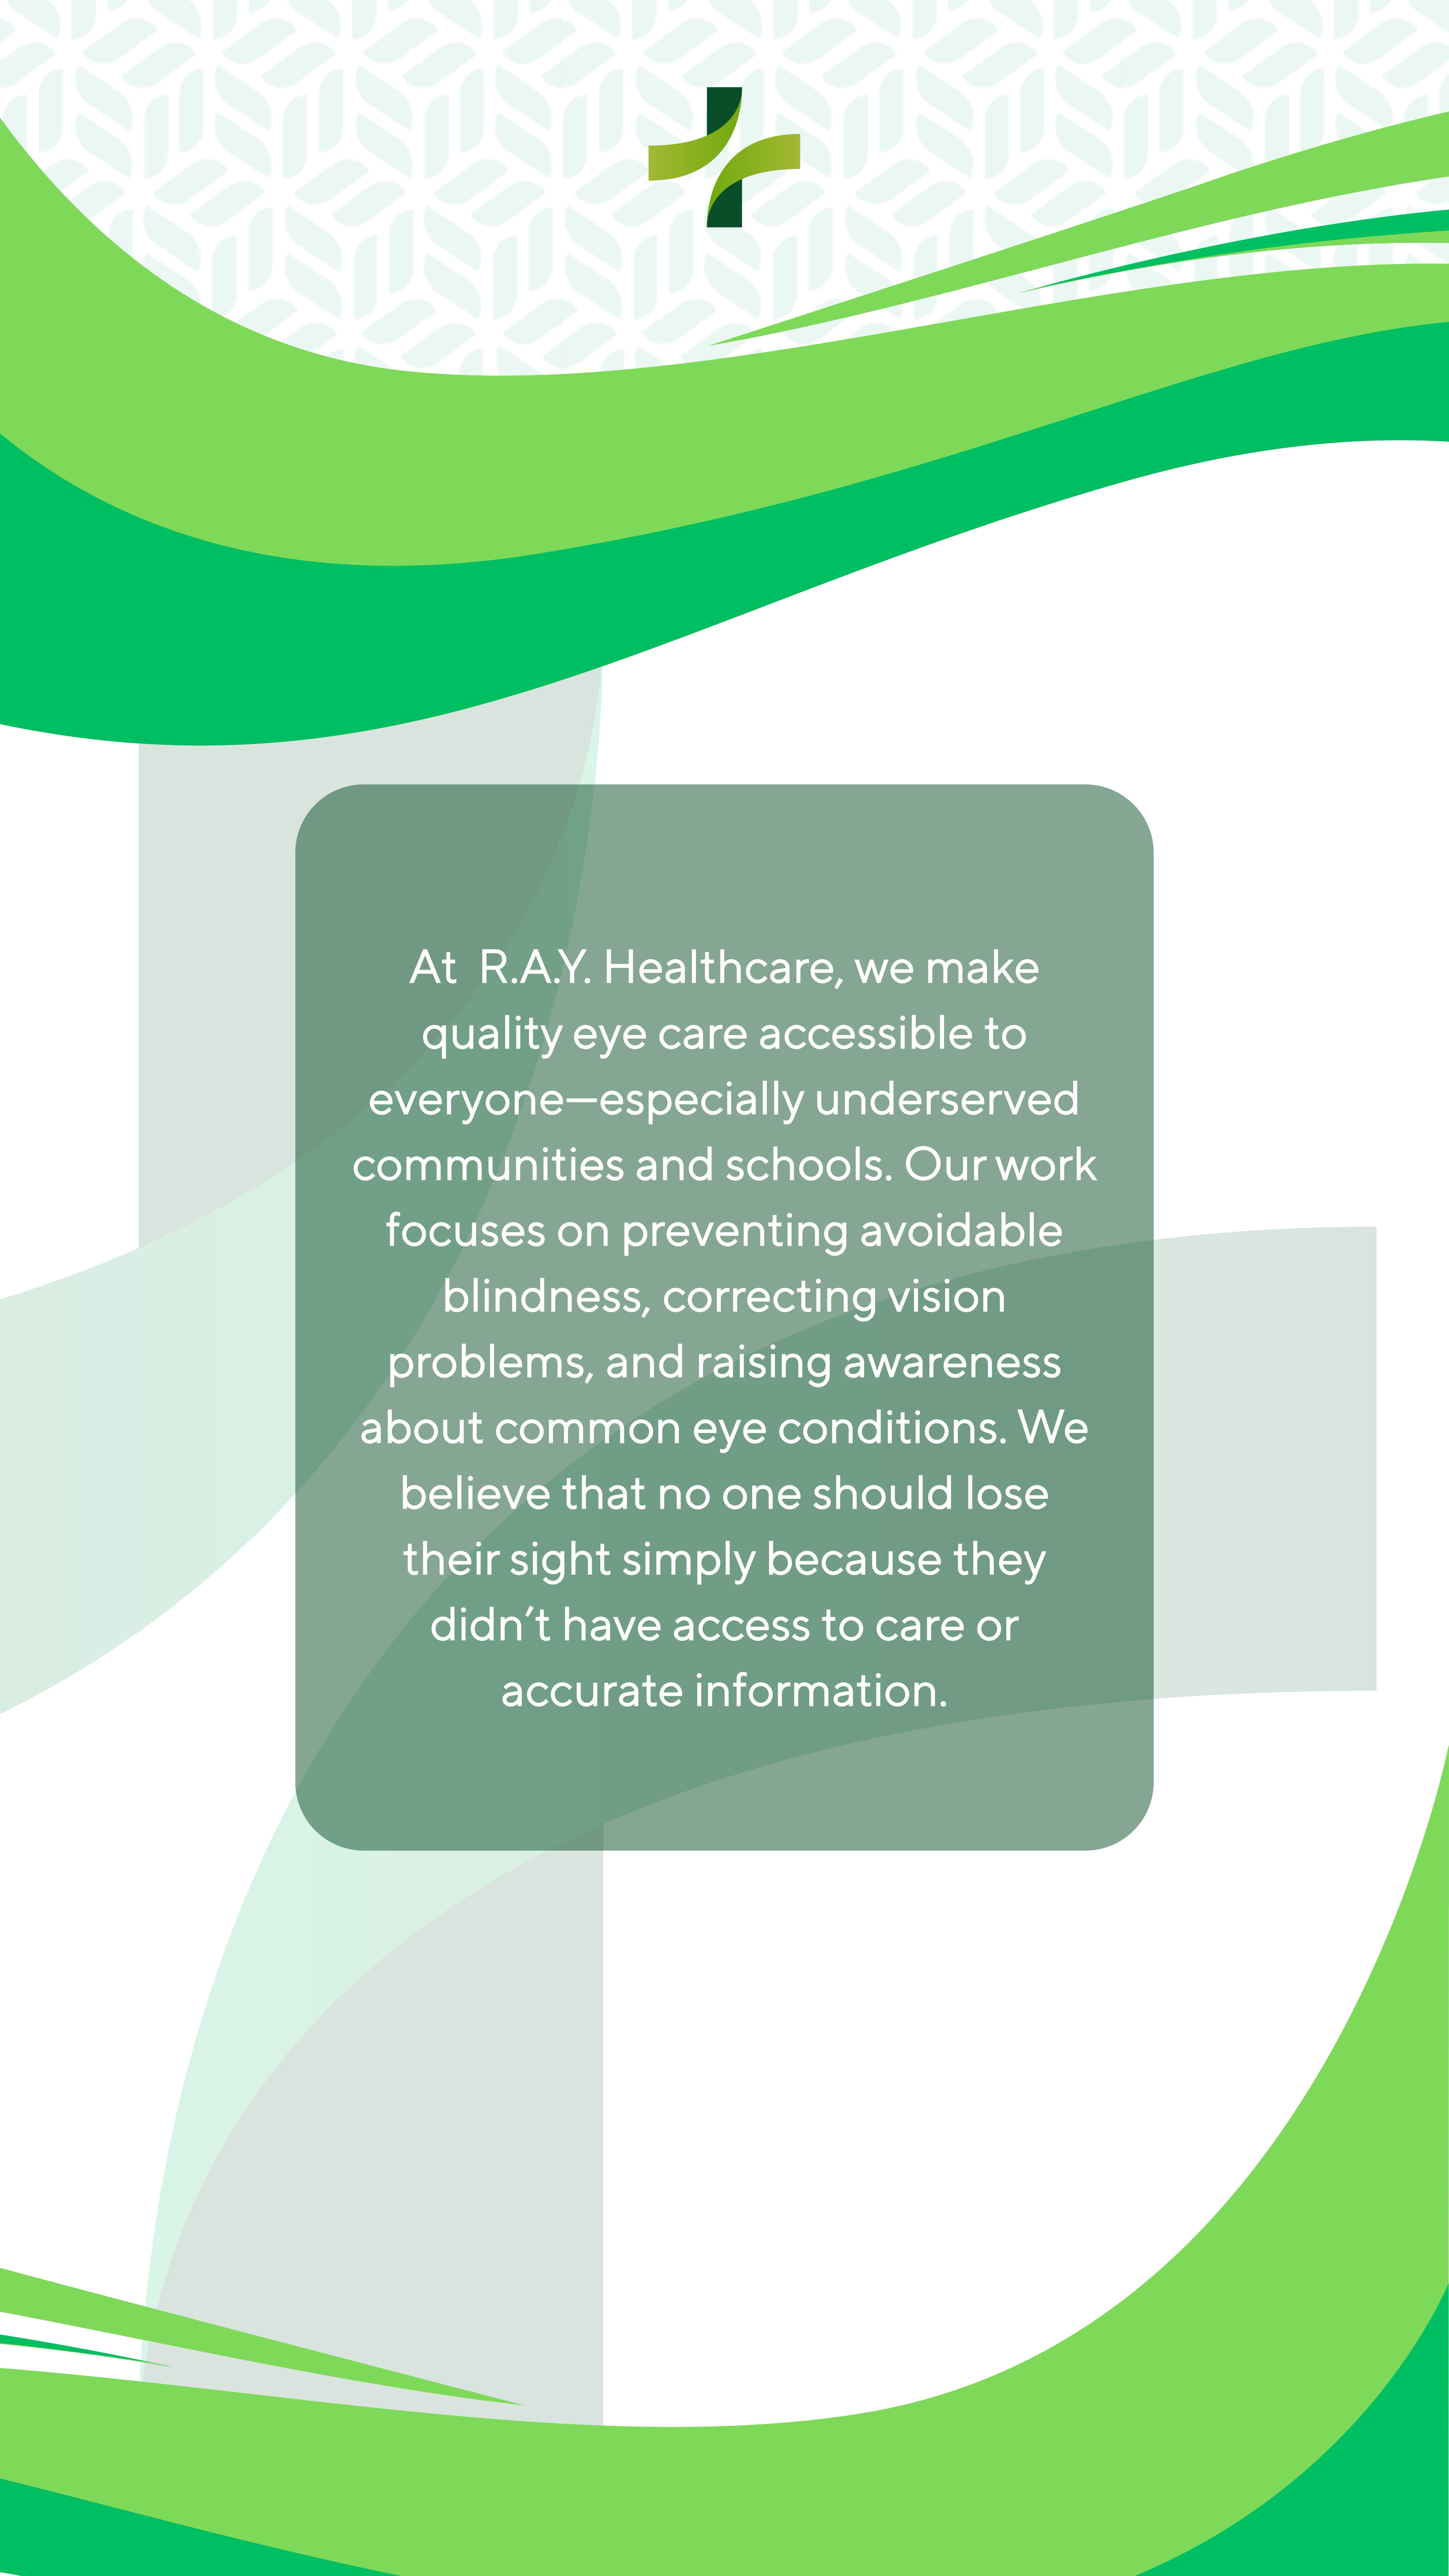 At  R.A.Y. Healthcare, we make
quality eye care accessible to
everyone—especially underserved
communities and schools. Our work
focuses on preventing avoidable
blindness, correcting vision
problems, and raising awareness
about common eye conditions. We
believe that no one should lose
their sight simply because they
didn’t have access to care or
accurate information.